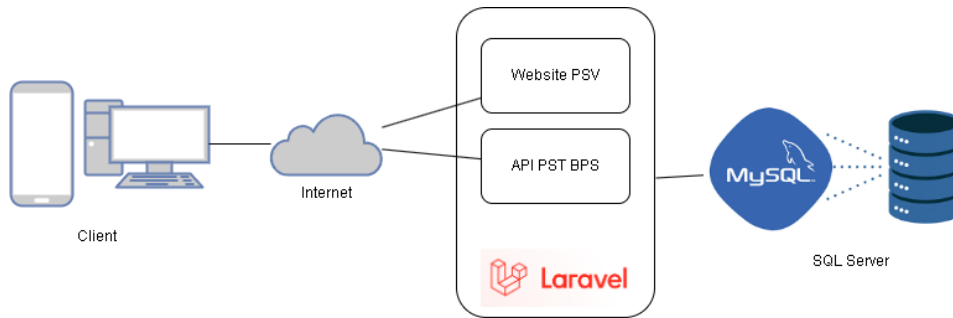 Client
Internet
Website PSV
API PST BPS
Laravel
MySQL
SQL Server